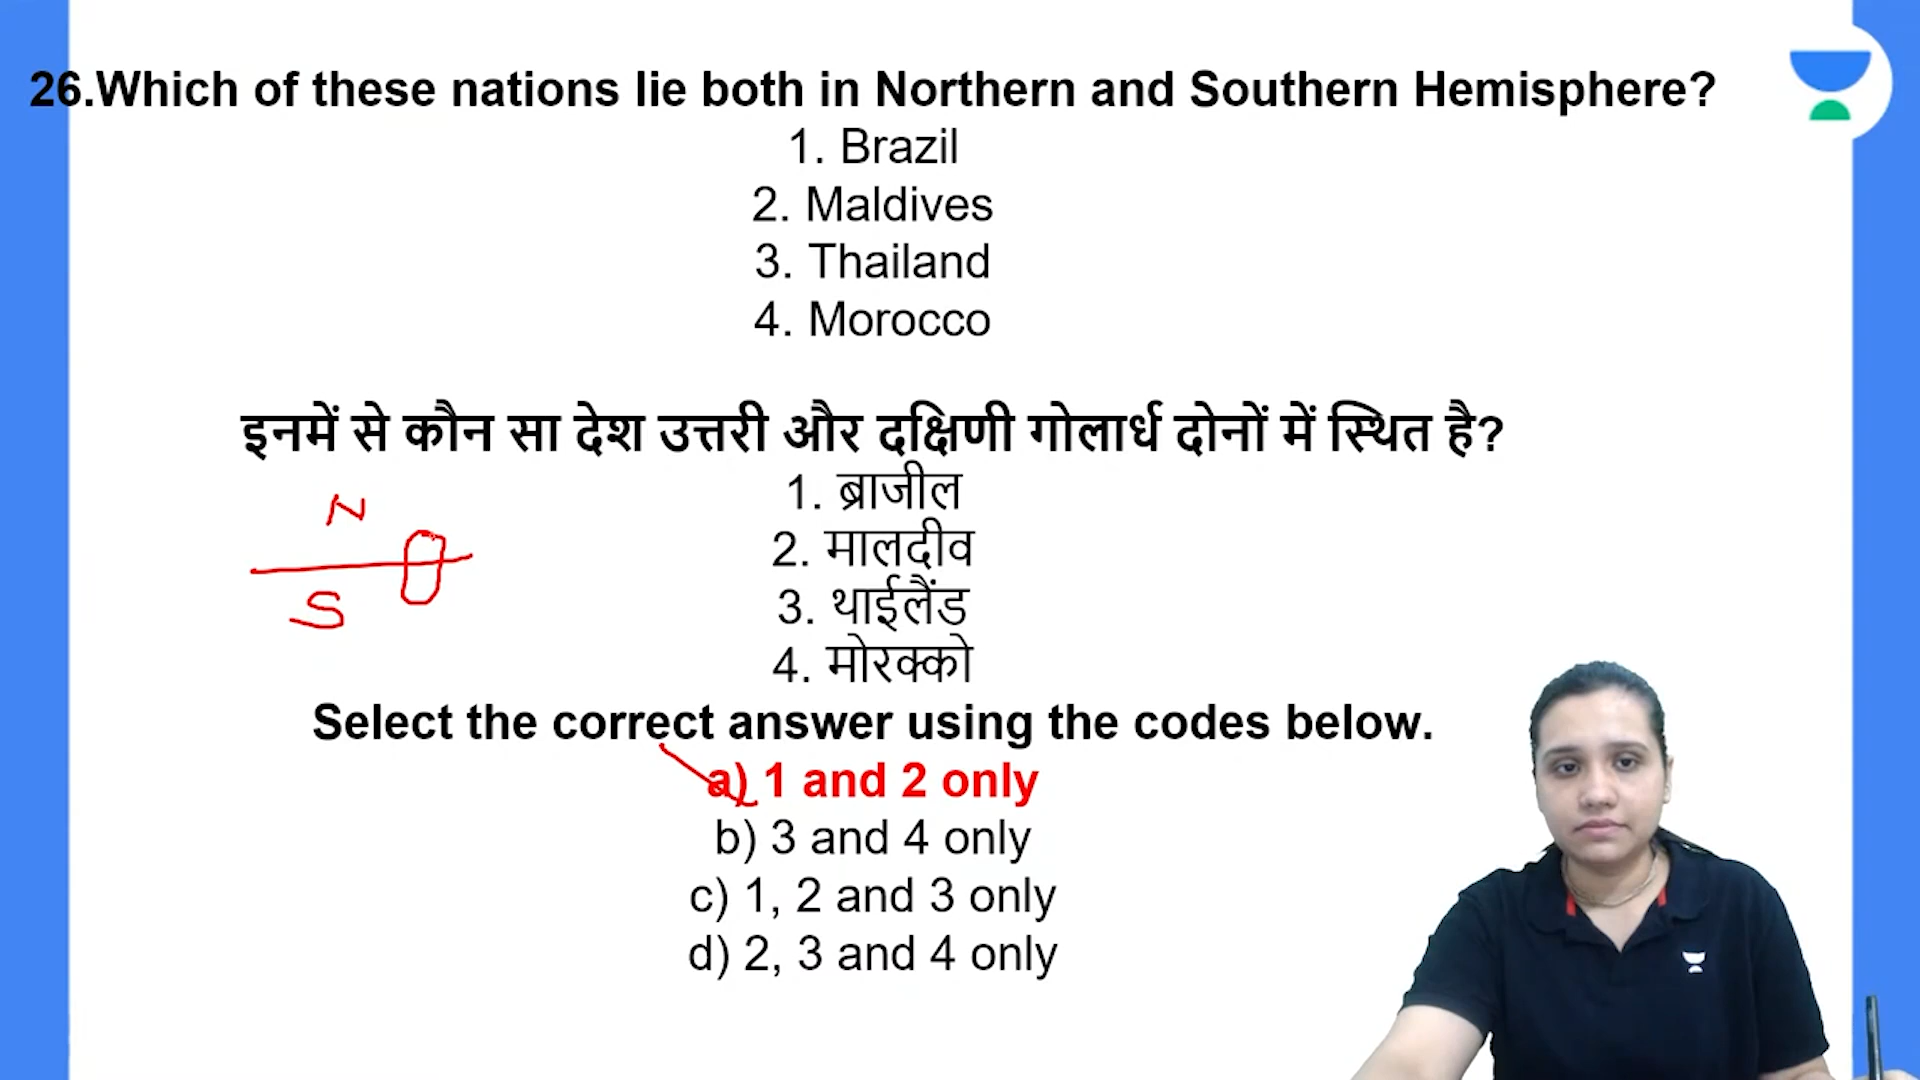 26.Which of these nations lie both in Northern and Southern Hemisphere?
1. Brazil
2. Maldives
3. Thailand
4. Morocco
इनमें से कौन सा देश उत्तरी और दक्षिणी गोलार्ध दोनों में स्थित है?
1. ब्राजील
2. मालदीव
3. थाईलैंड
4. मोरक्को
N
S
Select the correct answer using the codes below.
a) 1 and 2 only
b) 3 and 4 only
c) 1, 2 and 3 only
d) 2, 3 and 4 only